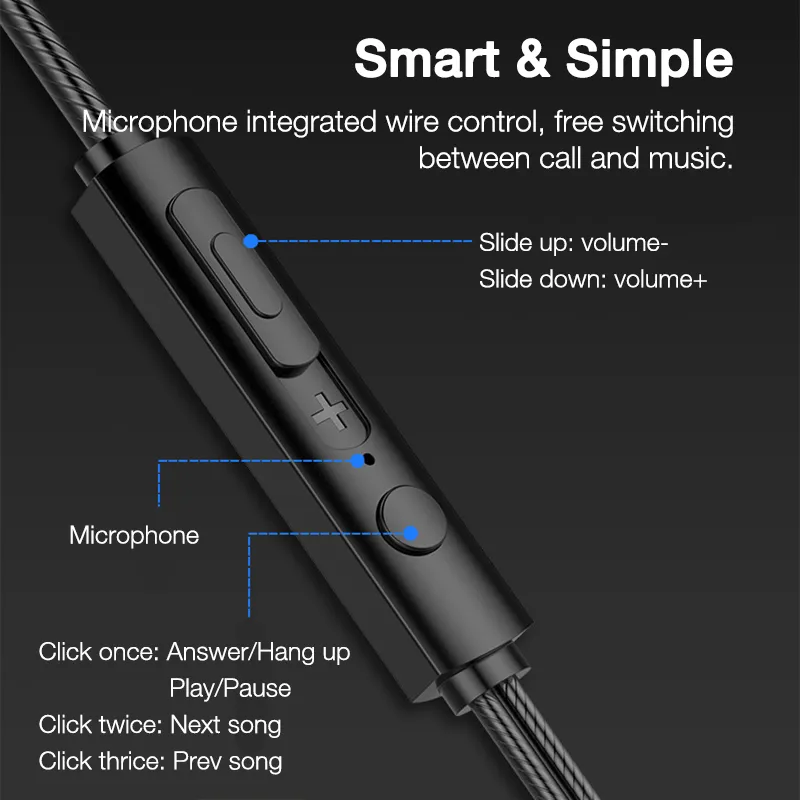 Smart & Simple
Microphone integrated wire control, free switching
between call and music.
Slide up: volume-
Slide down: volume+
Microphone
Click once: Answer/Hang up
Play/Pause
Click twice: Next song
Click thrice: Prev song